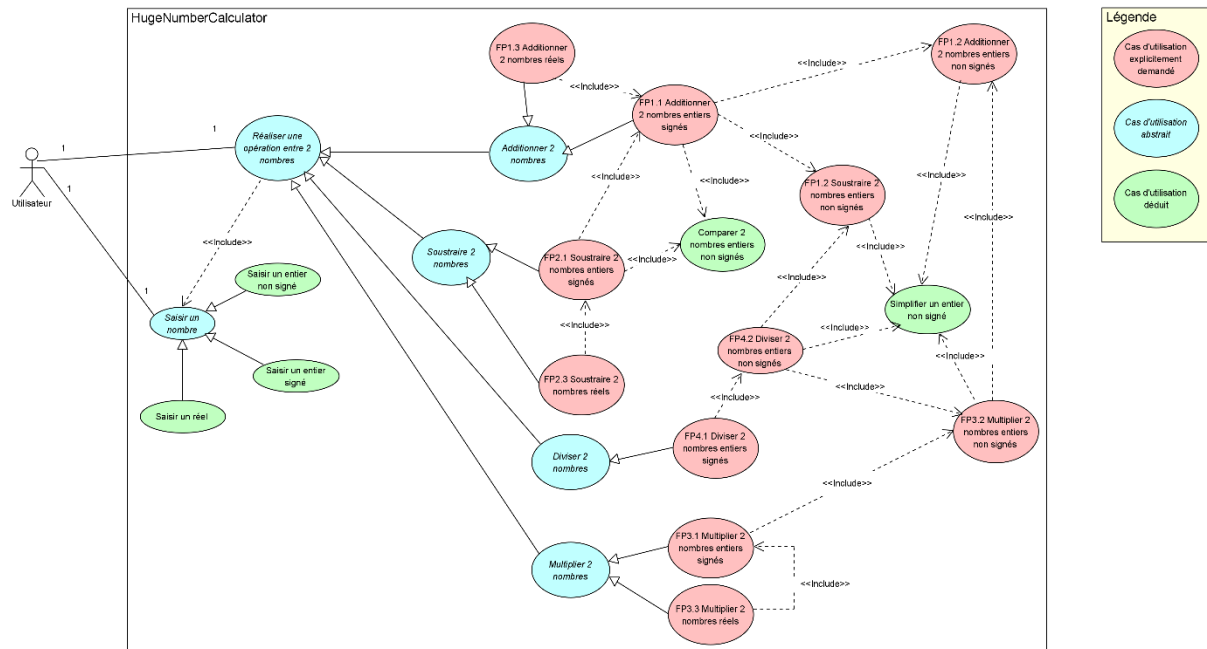 HugeNumberCalculator
Légende
Cas d'utilisation
explicitement
demandé
Cas d'utilisation
abstrait
Cas d'utilisation
déduit
Utilisateur
1
1
1
1
Réaliser une
opération entre 2
nombres
<<Include>>
Saisir un
nombre
Saisir un entier
non signé
Saisir un entier
signé
Saisir un réel
FP1.3 Additionner
2 nombres réels
<<Include>>
FP1.1 Additionner
2 nombres entiers
signés
<<Include>>
FP1.2 Additionner
2 nombres entiers
non signés
Additionner 2
nombres
<<Include>>
<<Include>>
<<Include>>
<<Include>>
FP1.2 Soustraire 2
nombres entiers
non signés
Soustraire 2
nombres
FP2.1 Soustraire 2
nombres entiers
signés
<<Include>>
Comparer 2
nombres entiers
non signés
<<Include>>
<<Include>>
<<Include>>
Simplifier un entier
non signé
<<Include>>
FP2.3 Soustraire 2
nombres réels
FP4.2 Diviser 2
nombres entiers
non signés
<<Include>>
<<Include>>
<<Include>>
<<Include>>
FP3.2 Multiplier 2
nombres entiers
non signés
Diviser 2
nombres
FP4.1 Diviser 2
nombres entiers
signés
<<Include>>
Multiplier 2
nombres
FP3.1 Multiplier 2
nombres entiers
signés
<<Include>>
FP3.3 Multiplier 2
nombres réels